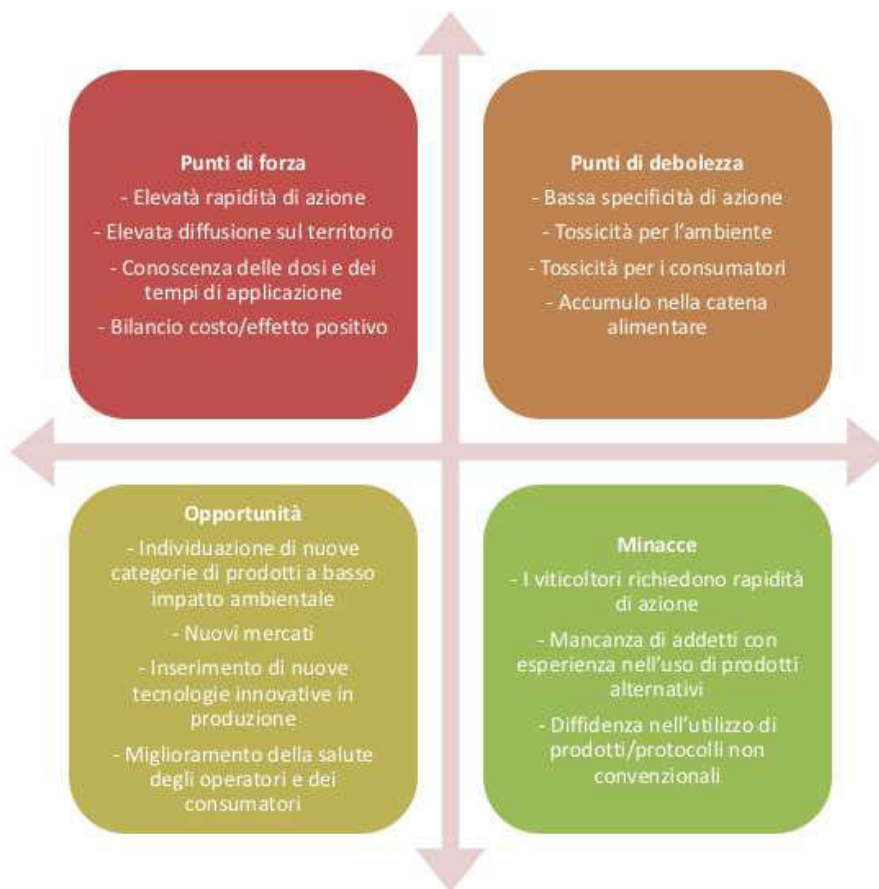 Punti di forza
- Elevatà rapidità di azione
- Elevata diffusione sul territorio
- Conoscenza delle dosi e dei
tempi di applicazione
- Bilancio costo/effetto positivo
Punti di debolezza
- Bassa specificità di azione
- Tossicità per l'ambiente
- Tossicità per i consumatori
- Accumulo nella catena
alimentare
Opportunità
- Individuazione di nuove
categorie di prodotti a basso
impatto ambientale
- Nuovi mercati
- Inserimento di nuove
tecnologie innovative in
produzione
- Miglioramento della salute
degli operatori e dei
consumatori
Minacce
- I viticoltori richiedono rapidità
di azione
- Mancanza di addetti con
esperienza nell'uso di prodotti
alternativi
- Diffidenza nell'utilizzo di
prodotti/protocolli non
convenzionali